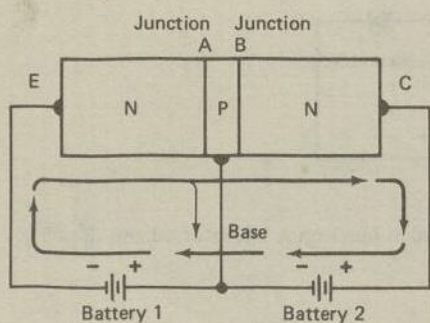 Junction Junction
A B
E C
N P N
Base
− + − +
Battery 1 Battery 2